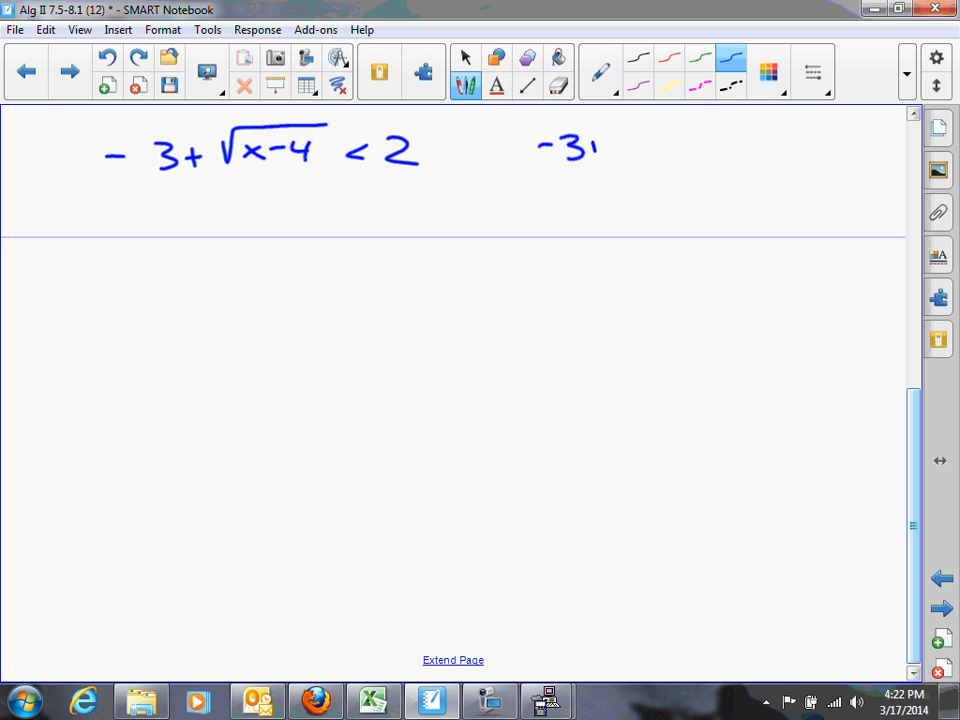 Alg II 7.5-8.1 (12) * - SMART Notebook
File Edit View Insert Format Tools Response Add-ons Help
- 3+√x-4 < 2 -3
Extend Page
4:22 PM
3/17/2014